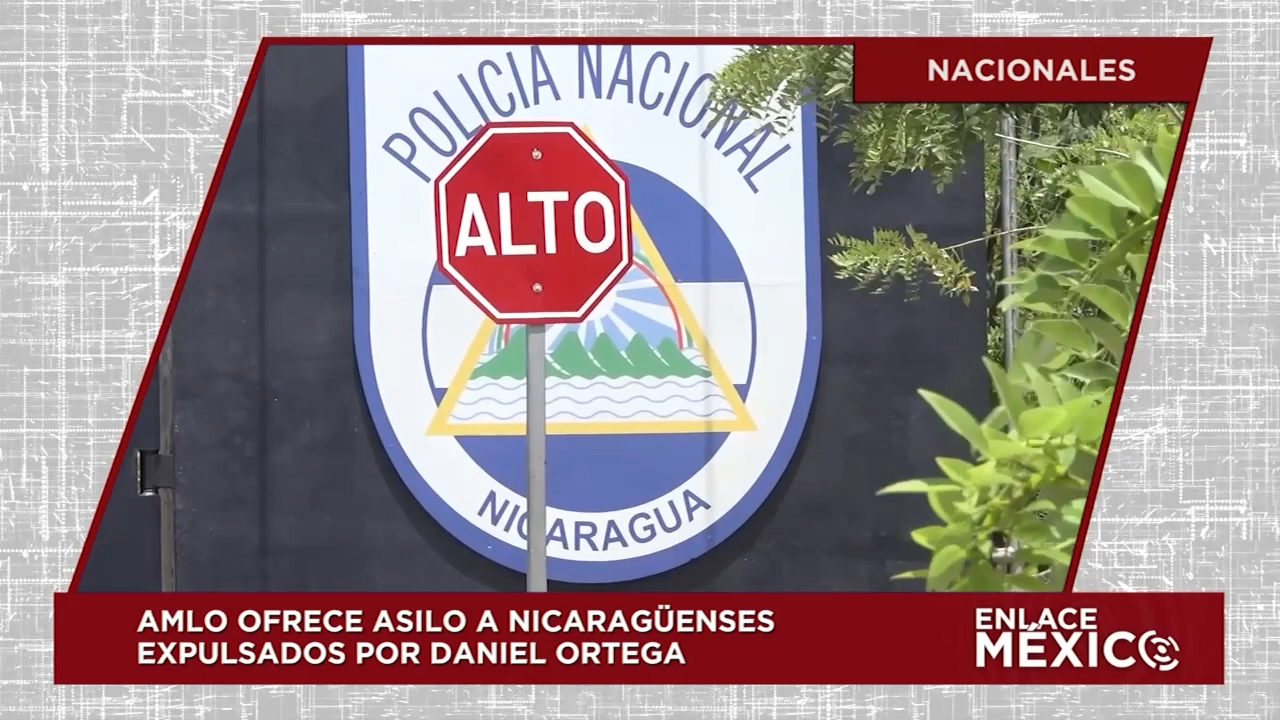 NACIONALES
POLICIA NACIONAL
ALTO
NICARAGUA
AMLO OFRECE ASILO A NICARAGÜENSES
EXPULSADOS POR DANIEL ORTEGA
ENLACE
MÉXICO